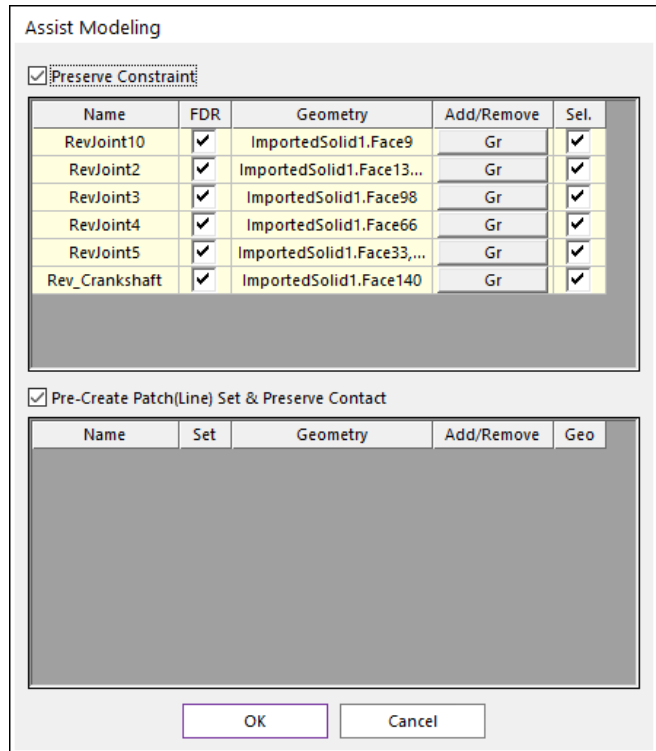 Assist Modeling
Preserve Constraint
Name FDR Geometry Add/Remove Sel.
RevJoint10 ImportedSolid1.Face9 Gr
RevJoint2 ImportedSolid1.Face13... Gr
RevJoint3 ImportedSolid1.Face98 Gr
RevJoint4 ImportedSolid1.Face66 Gr
RevJoint5 ImportedSolid1.Face33,... Gr
Rev_Crankshaft ImportedSolid1.Face140 Gr
Pre-Create Patch(Line) Set & Preserve Contact
Name Set Geometry Add/Remove Geo
OK Cancel